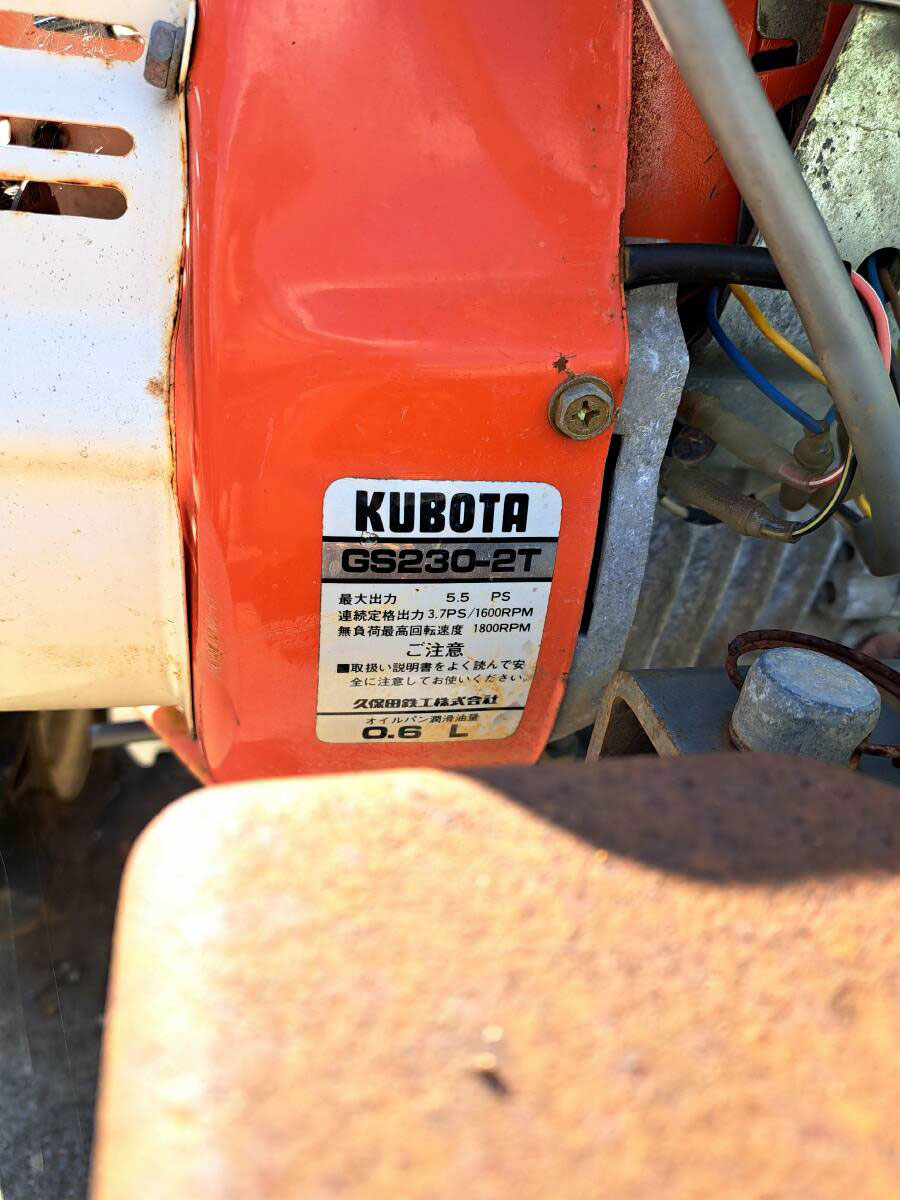 KUBOTA
GS230-2T
最大出力 5.5 PS
連続定格出力 3.7PS/1600RPM
無負荷最高回転速度 1800RPM
ご注意
■取扱い説明書をよく読んで安
全に注意してお使いください。
久保田鉄工株式会社
オイルパン潤滑油量
0.6 L